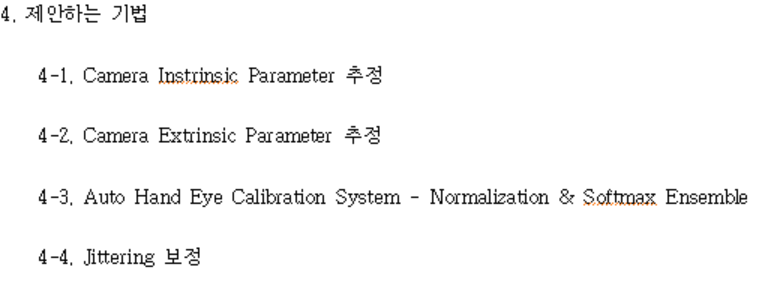 4. 제안하는 기법
4-1. Camera Instrinsic Parameter 추정
4-2. Camera Extrinsic Parameter 추정
4-3. Auto Hand Eye Calibration System - Normalization & Softmax Ensemble
4-4. Jittering 보정